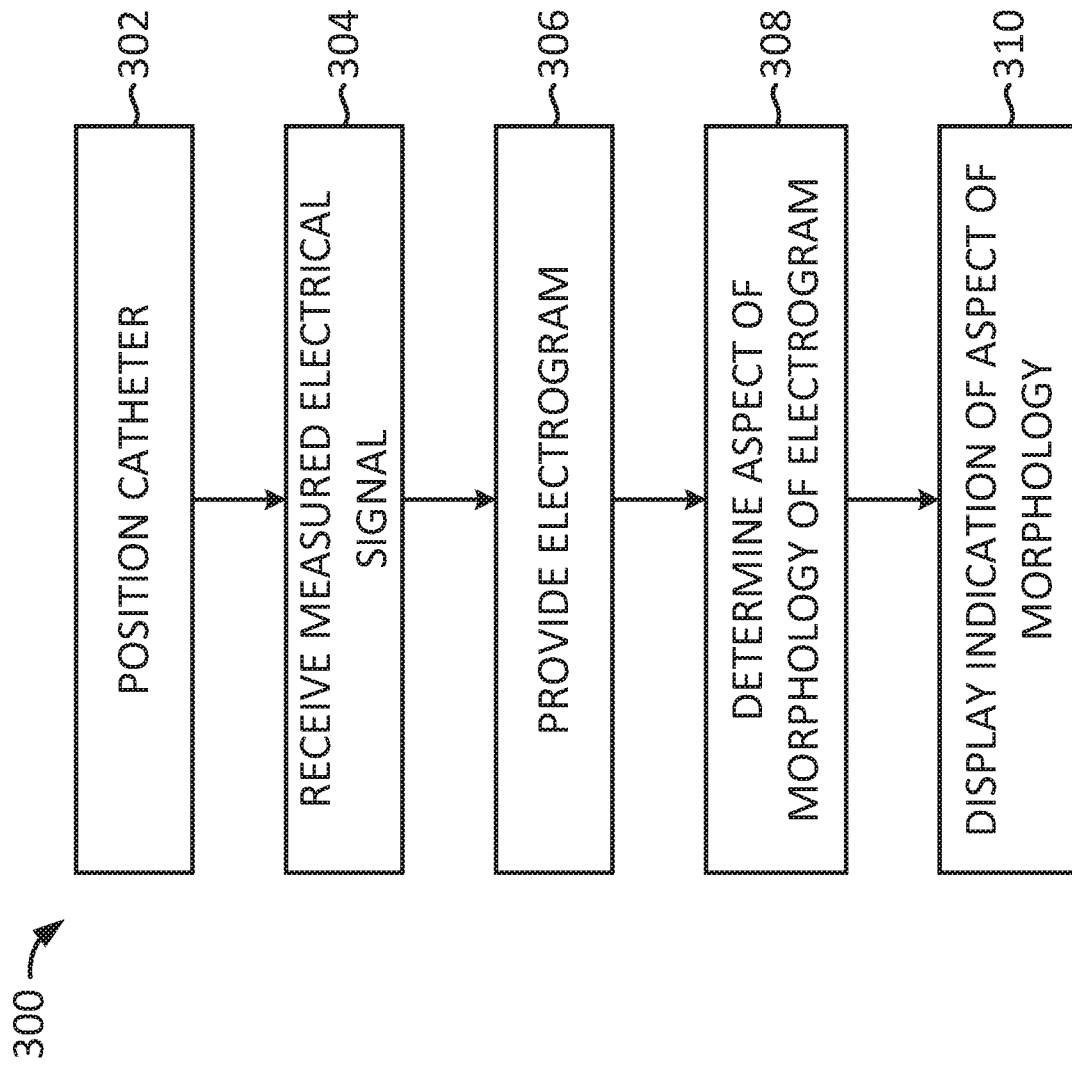 300
POSITION CATHETER
302
RECEIVE MEASURED ELECTRICAL
SIGNAL
304
PROVIDE ELECTROGRAM
306
DETERMINE ASPECT OF
MORPHOLOGY OF ELECTROGRAM
308
DISPLAY INDICATION OF ASPECT OF
MORPHOLOGY
310